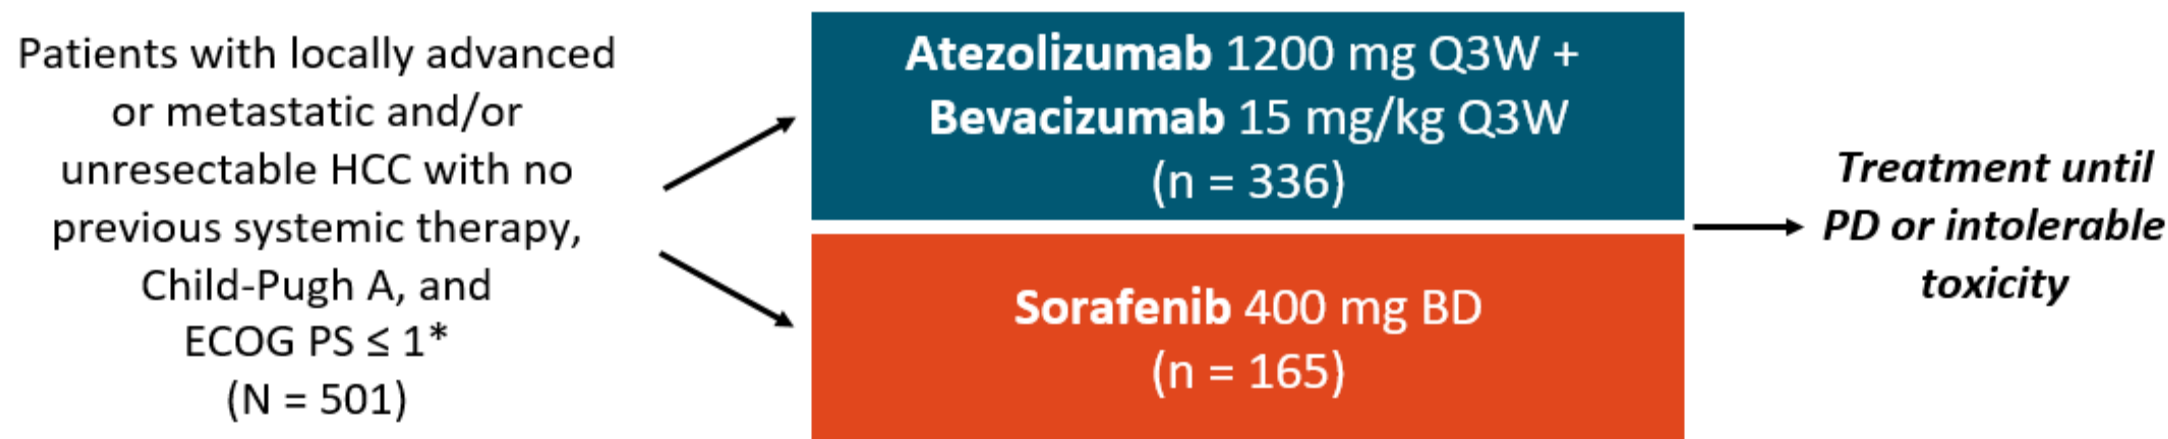 Patients with locally advanced
or metastatic and/or
unresectable HCC with no
previous systemic therapy,
Child-Pugh A, and
ECOG PS ≤ 1*
(N = 501)
Atezolizumab 1200 mg Q3W +
Bevacizumab 15 mg/kg Q3W
(n = 336)
Sorafenib 400 mg BD
(n = 165)
Treatment until
PD or intolerable
toxicity